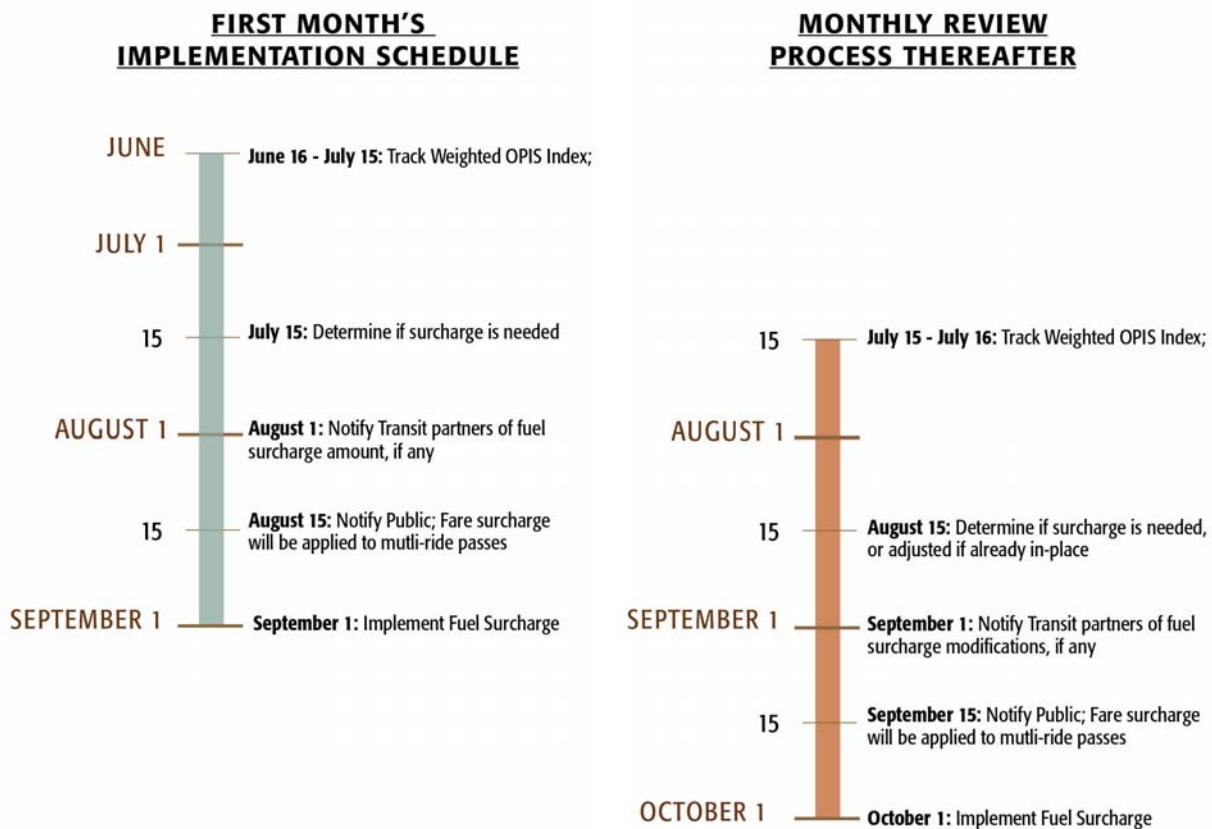 FIRST MONTH'S
IMPLEMENTATION SCHEDULE
JUNE
June 16 - July 15: Track Weighted OPIS Index;
JULY 1
15
July 15: Determine if surcharge is needed
AUGUST 1
August 1: Notify Transit partners of fuel
surcharge amount, if any
15
August 15: Notify Public; Fare surcharge
will be applied to mutli-ride passes
SEPTEMBER 1
September 1: Implement Fuel Surcharge
MONTHLY REVIEW
PROCESS THEREAFTER
15
July 15 - July 16: Track Weighted OPIS Index;
AUGUST 1
15
August 15: Determine if surcharge is needed,
or adjusted if already in-place
SEPTEMBER 1
September 1: Notify Transit partners of fuel
surcharge modifications, if any
15
September 15: Notify Public; Fare surcharge
will be applied to mutli-ride passes
OCTOBER 1
October 1: Implement Fuel Surcharge